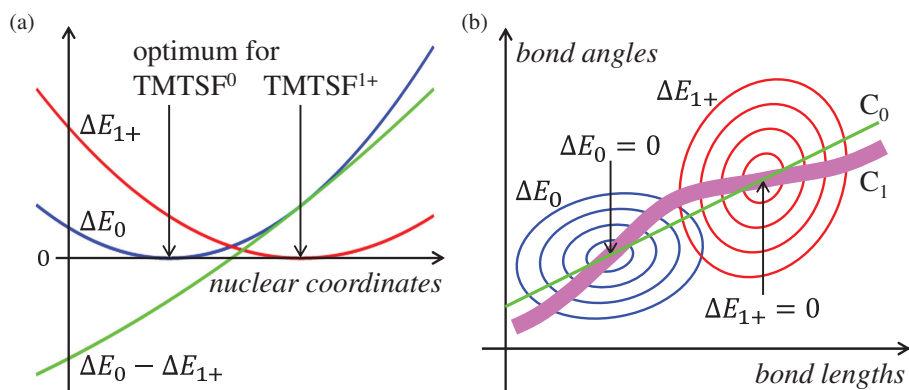 (a)
optimum for
TMTSF⁰ TMTSF¹⁺
ΔE₁₊
ΔE₀
0
nuclear coordinates
ΔE₀ − ΔE₁₊
(b)
bond angles
ΔE₁₊
C₀
ΔE₀ = 0
ΔE₀
C₁
ΔE₁₊ = 0
bond lengths